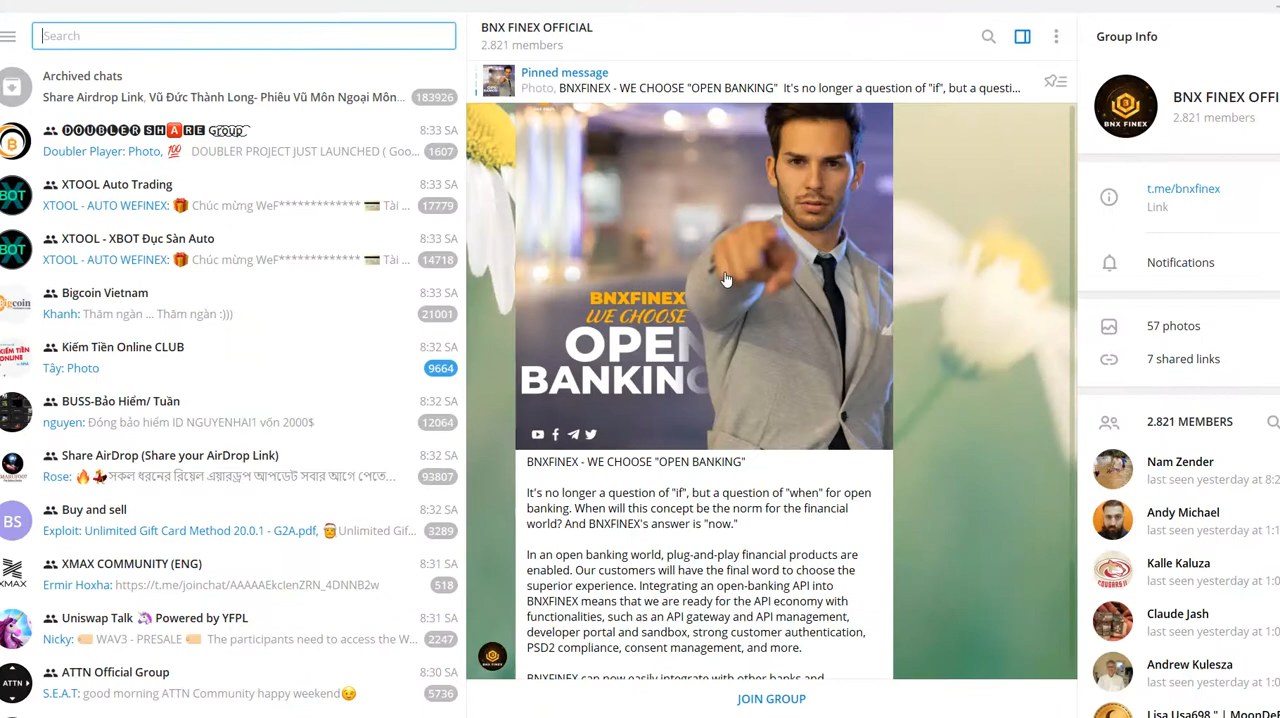 Search
Archived chats
Share Airdrop Link, Vũ Đức Thành Long- Phiêu Vũ Môn Ngoại Môn...
183926
DOUBLER SHARE Group
8:33 SA
Doubler Player: Photo, 💯 DOUBLER PROJECT JUST LAUNCHED ( Goo...
1607
XTOOL Auto Trading
8:33 SA
XTOOL - AUTO WEFINEX: 🎁 Chúc mừng WeF************* 💳 Tài ...
17779
XTOOL - XBOT Đục Sàn Auto
8:33 SA
XTOOL - AUTO WEFINEX: 🎁 Chúc mừng WeF************* 💳 Tài ...
14718
Bigcoin Vietnam
8:33 SA
Khanh: Thăm ngàn ... Thăm ngàn :)))
21001
Kiếm Tiền Online CLUB
8:32 SA
Tây: Photo
9664
BUSS-Bảo Hiểm/ Tuần
8:32 SA
nguyen: Đóng bảo hiểm ID NGUYENHAI1 vốn 2000$
12064
Share AirDrop (Share your AirDrop Link)
8:32 SA
Rose: 🔥 সকল ধরনের রিয়েল এয়ারড্রপ আপডেট সবার আগে পেতে...
93807
BS
Buy and sell
8:32 SA
Exploit: Unlimited Gift Card Method 20.0.1 - G2A.pdf, Unlimited Gif...
3289
XMAX
XMAX COMMUNITY (ENG)
8:31 SA
Ermir Hoxha: https://t.me/joinchat/AAAAAEkcIenZRN_4DNNB2w
518
Uniswap Talk 🦄 Powered by YFPL
8:31 SA
Nicky: WAV3 - PRESALE The participants need to access the W...
2247
ATTN
ATTN Official Group
8:30 SA
S.E.A.T: good morning ATTN Community happy weekend😉
5736
BNX FINEX OFFICIAL
2.821 members
Pinned message
Photo, BNXFINEX - WE CHOOSE "OPEN BANKING" It's no longer a question of "if", but a questi...
BNXFINEX
WE CHOOSE
OPEN
BANKING
BNXFINEX - WE CHOOSE "OPEN BANKING"
It's no longer a question of "if", but a question of "when" for open
banking. When will this concept be the norm for the financial
world? And BNXFINEX's answer is "now."
In an open banking world, plug-and-play financial products are
enabled. Our customers will have the final word to choose the
superior experience. Integrating an open-banking API into
BNXFINEX means that we are ready for the API economy with
functionalities, such as an API gateway and API management,
developer portal and sandbox, strong customer authentication,
PSD2 compliance, consent management, and more.
BNXFINEX can now easily integrate with other banks and
JOIN GROUP
Group Info
BNX FINEX
BNX FINEX OFFI
2.821 members
t.me/bnxfinex
Link
Notifications
57 photos
7 shared links
2.821 MEMBERS
Nam Zender
last seen yesterday at 8:2
Andy Michael
last seen yesterday at 1:1
Kalle Kaluza
last seen yesterday at 1:0
Claude Jash
last seen yesterday at 1:0
Andrew Kulesza
last seen yesterday at 1:0
Lisa Usa698 " | MoonDe